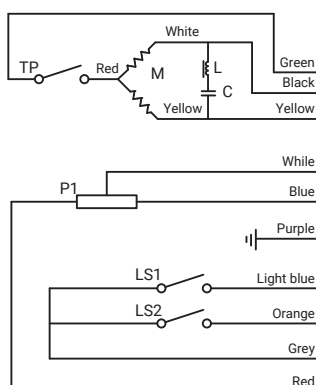 White
Green
TP
Red
M
L
Black
C
Yellow
Yellow
While
P1
Blue
Purple
LS1
Light blue
LS2
Orange
Grey
Red